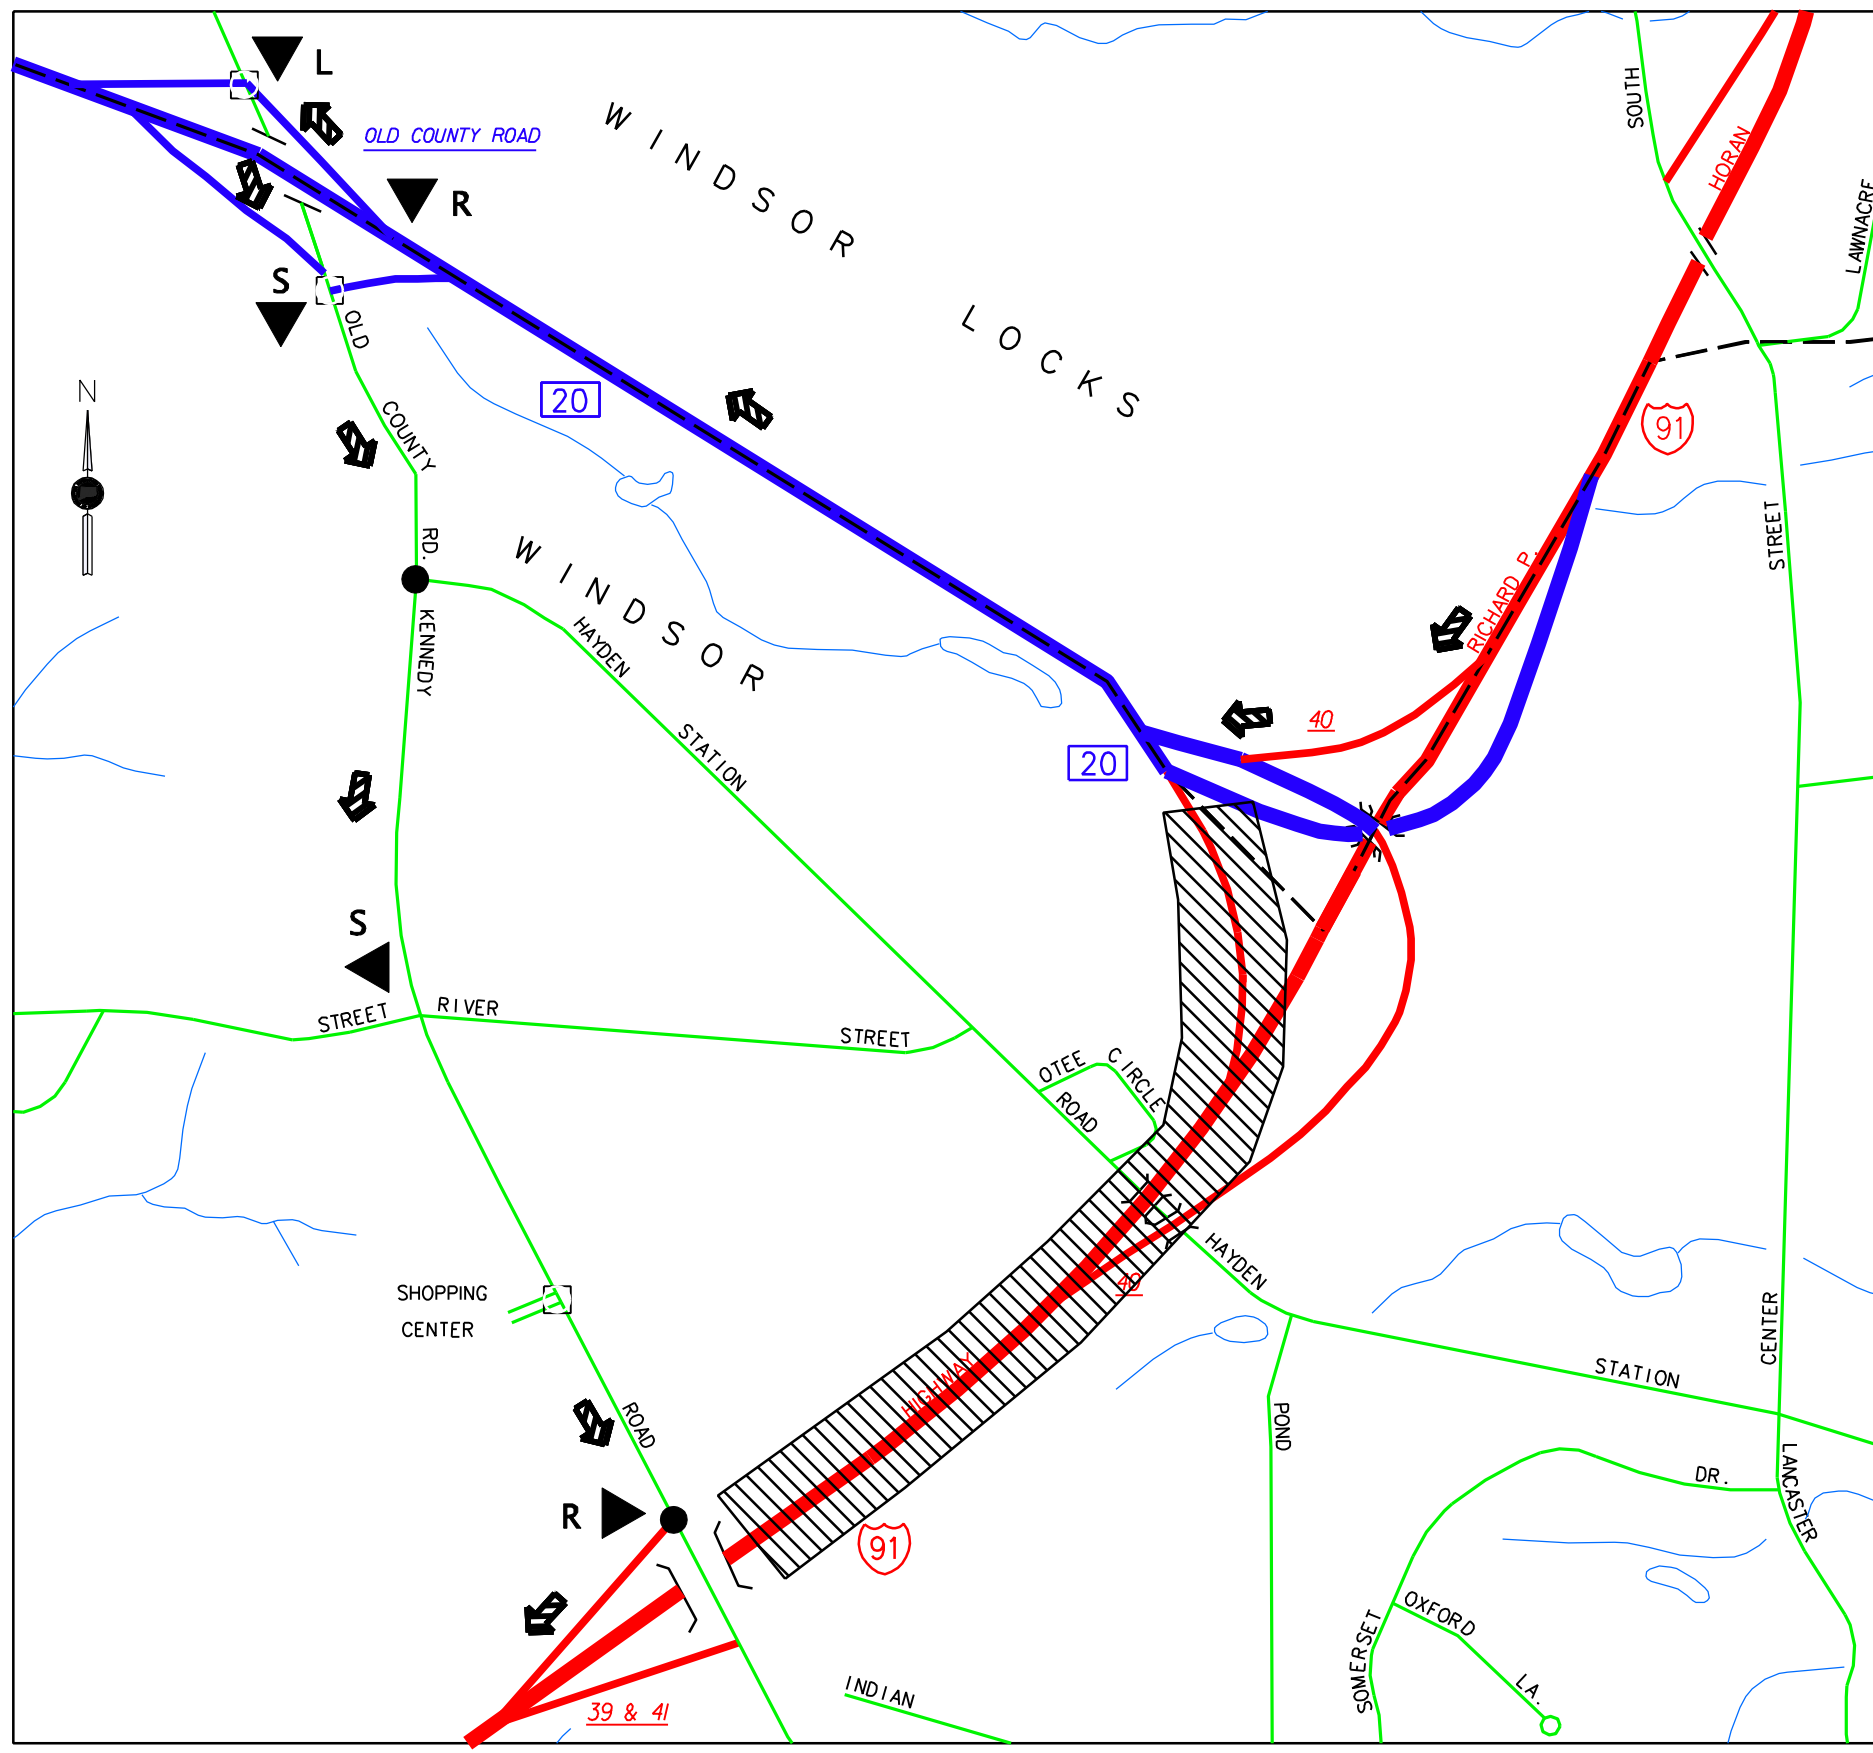 L
OLD COUNTY ROAD
R
S
OLD
COUNTY
RD.
KENNEDY
N
WINDSOR
LOCKS
WINDSOR
20
20
HAYDEN
STATION
SOUTH
HORAN
LAWNACRE
91
STREET
RICHARD P.
40
S
STREET
RIVER
STREET
OTEE
CIRCLE
ROAD
HAYDEN
40
SHOPPING
CENTER
ROAD
HIGHWAY
CENTER
STATION
POND
DR.
LANCASTER
R
91
OXFORD
SOMERSET
LA.
INDIAN
39 & 41